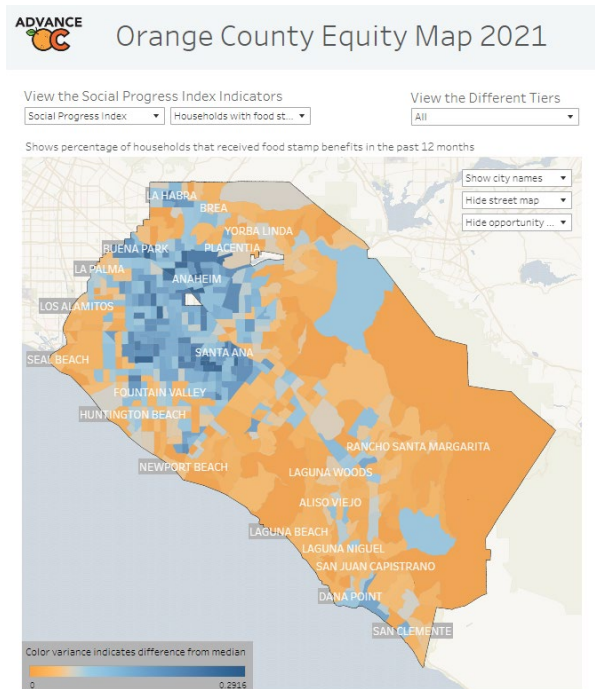 ADVANCE
OC
Orange County Equity Map 2021
View the Social Progress Index Indicators
View the Different Tiers
Social Progress Index
Households with food st...
All
Shows percentage of households that received food stamp benefits in the past 12 months
Show city names
Hide street map
Hide opportunity ...
LA HABRA
BREA
YORBA LINDA
BUENA PARK
PLACENTIA
LA PALMA
ANAHEIM
LOS ALAMITOS
SANTA ANA
SEAL BEACH
FOUNTAIN VALLEY
HUNTINGTON BEACH
RANCHO SANTA MARGARITA
NEWPORT BEACH
LAGUNA WOODS
ALISO VIEJO
LAGUNA BEACH
LAGUNA NIGUEL
SAN JUAN CAPISTRANO
DANA POINT
SAN CLEMENTE
Color variance indicates difference from median
0 0.2916